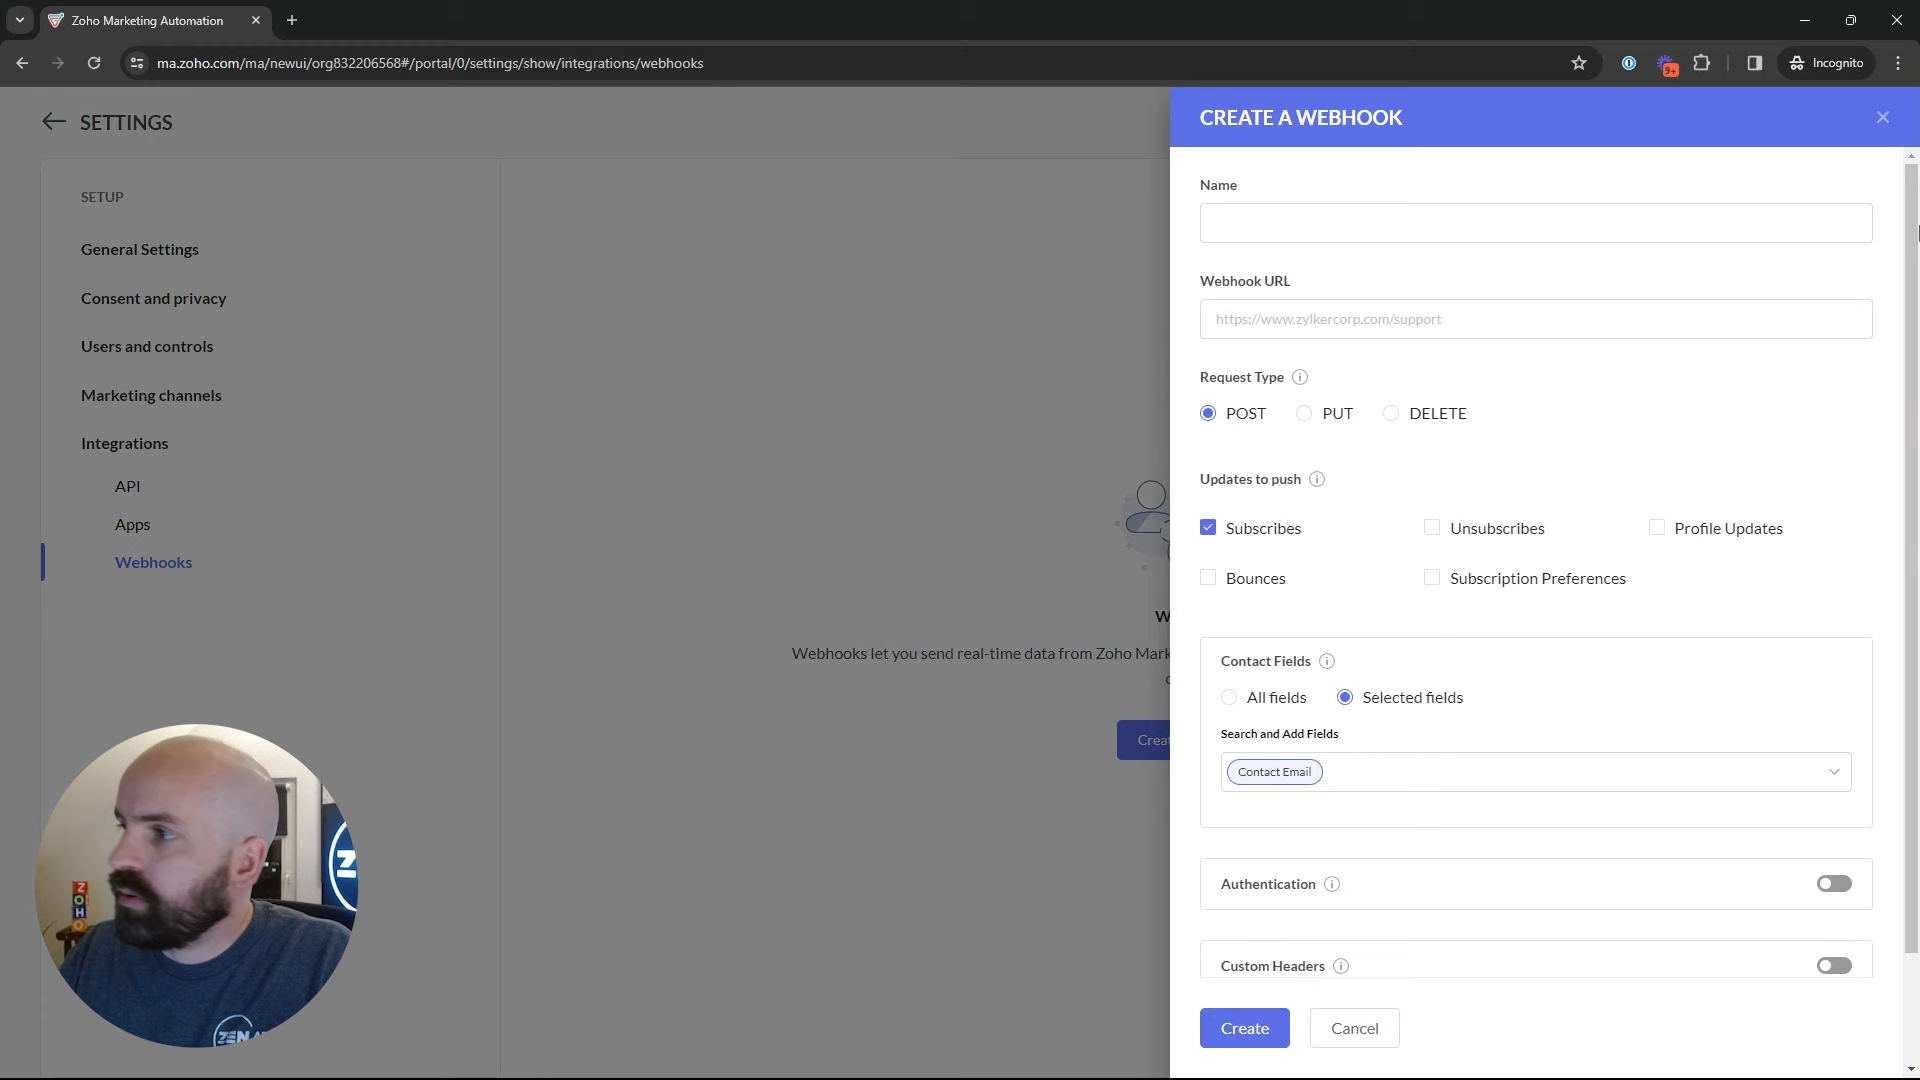 Zoho Marketing Automation
ma.zoho.com/ma/newui/org832206568#/portal/0/settings/show/integrations/webhooks
9+
Incognito
SETTINGS
SETUP
General Settings
Consent and privacy
Users and controls
Marketing channels
Integrations
API
Apps
Webhooks
W
Webhooks let you send real-time data from Zoho Mark
Creat
CREATE A WEBHOOK
Name
Webhook URL
https://www.zylkercorp.com/support
Request Type
POST PUT DELETE
Updates to push
Subscribes Unsubscribes Profile Updates
Bounces Subscription Preferences
Contact Fields
All fields Selected fields
Search and Add Fields
Contact Email
Authentication
Custom Headers
Create Cancel
ZOHO
ZEN